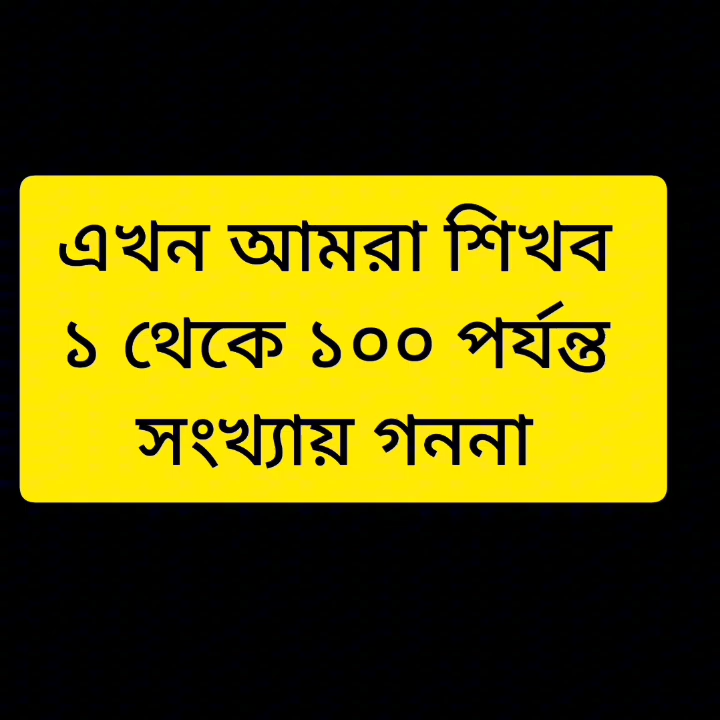 এখন আমরা শিখব
১ থেকে ১০০ পর্যন্ত
সংখ্যায় গননা